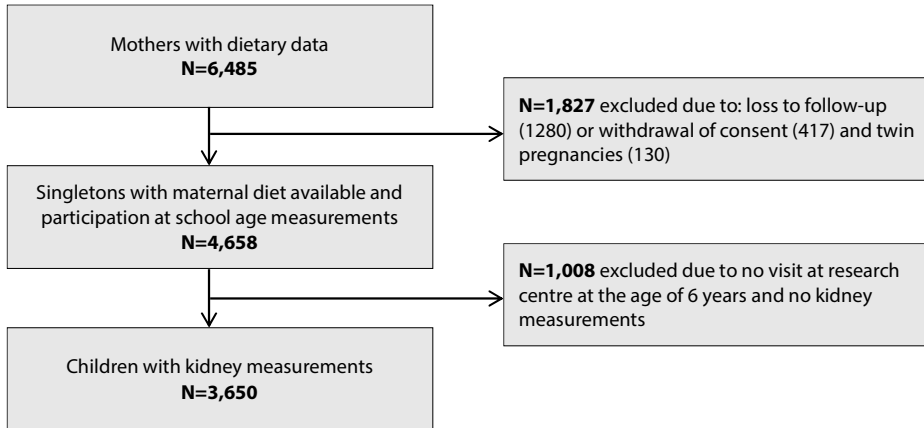 Mothers with dietary data
N=6,485
N=1,827 excluded due to: loss to follow-up
(1280) or withdrawal of consent (417) and twin
pregnancies (130)
Singletons with maternal diet available and
participation at school age measurements
N=4,658
N=1,008 excluded due to no visit at research
centre at the age of 6 years and no kidney
measurements
Children with kidney measurements
N=3,650